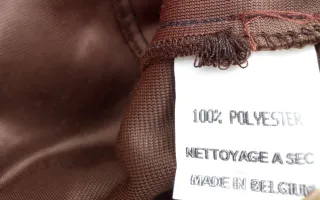 100% POLYESTER
NETTOYAGE A SEC
MADE IN BELGIUM